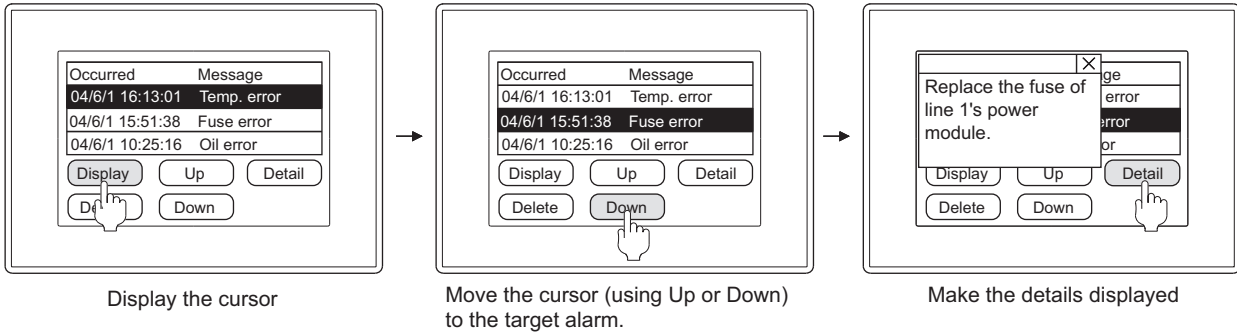 Occurred Message
04/6/1 16:13:01 Temp. error
04/6/1 15:51:38 Fuse error
04/6/1 10:25:16 Oil error
Display Up Detail
Down
Display the cursor
Occurred Message
04/6/1 16:13:01 Temp. error
04/6/1 15:51:38 Fuse error
04/6/1 10:25:16 Oil error
Display Up Detail
Delete Down
Move the cursor (using Up or Down)
to the target alarm.
Replace the fuse of
line 1's power
module.
error
error
Display Up Detail
Delete Down
Make the details displayed